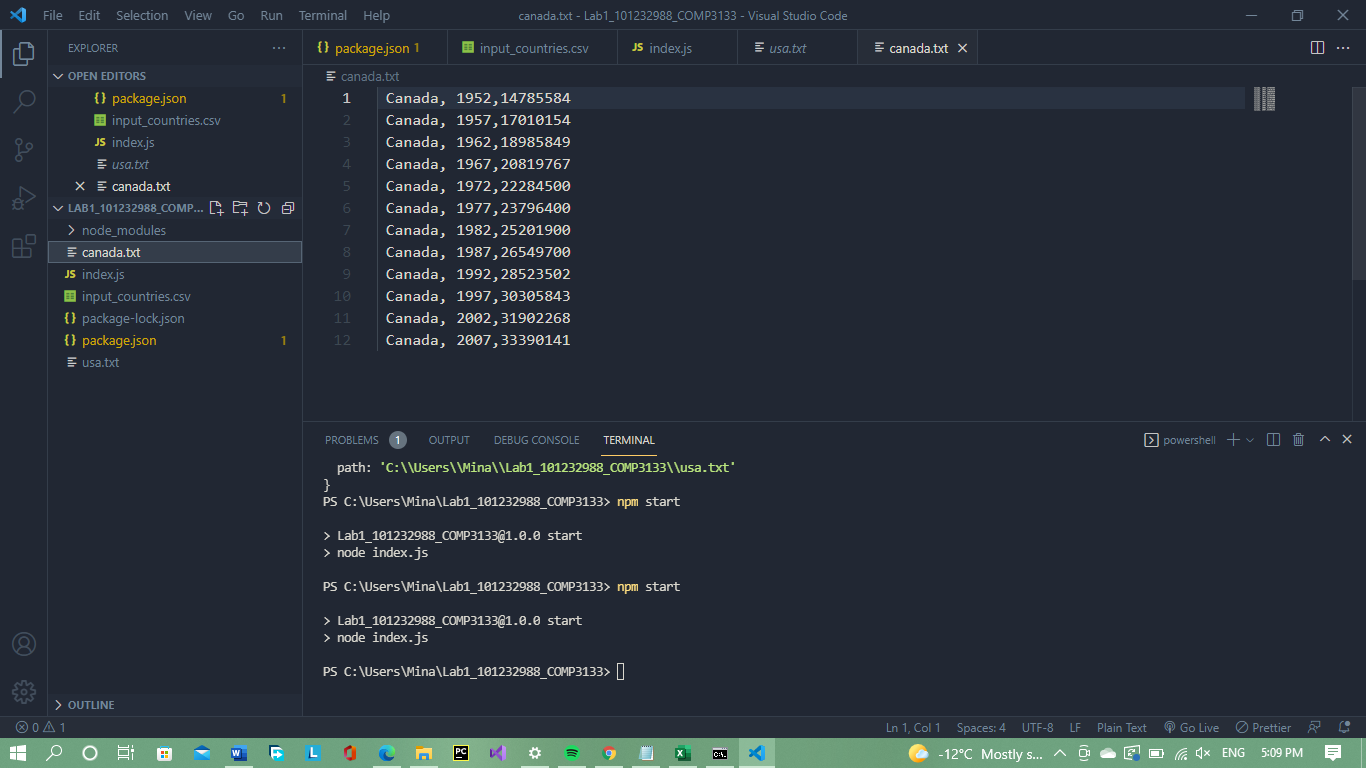 File Edit Selection View Go Run Terminal Help canada.txt - Lab1_101232988_COMP3133 - Visual Studio Code
EXPLORER
OPEN EDITORS
{} package.json 1
input_countries.csv
JS index.js
usa.txt
canada.txt
LAB1_101232988_COMP...
node_modules
canada.txt
JS index.js
input_countries.csv
{} package-lock.json
{} package.json 1
usa.txt
OUTLINE
{} package.json 1 input_countries.csv JS index.js usa.txt canada.txt
canada.txt
1 Canada, 1952,14785584
2 Canada, 1957,17010154
3 Canada, 1962,18985849
4 Canada, 1967,20819767
5 Canada, 1972,22284500
6 Canada, 1977,23796400
7 Canada, 1982,25201900
8 Canada, 1987,26549700
9 Canada, 1992,28523502
10 Canada, 1997,30305843
11 Canada, 2002,31902268
12 Canada, 2007,33390141
PROBLEMS 1 OUTPUT DEBUG CONSOLE TERMINAL powershell
path: 'C:\\Users\\Mina\\Lab1_101232988_COMP3133\\usa.txt'
}
PS C:\Users\Mina\Lab1_101232988_COMP3133> npm start
> Lab1_101232988_COMP3133@1.0.0 start
> node index.js
PS C:\Users\Mina\Lab1_101232988_COMP3133> npm start
> Lab1_101232988_COMP3133@1.0.0 start
> node index.js
PS C:\Users\Mina\Lab1_101232988_COMP3133>
0 1 Ln 1, Col 1 Spaces: 4 UTF-8 LF Plain Text Go Live Prettier
W L PC -12°C Mostly s... ENG 5:09 PM